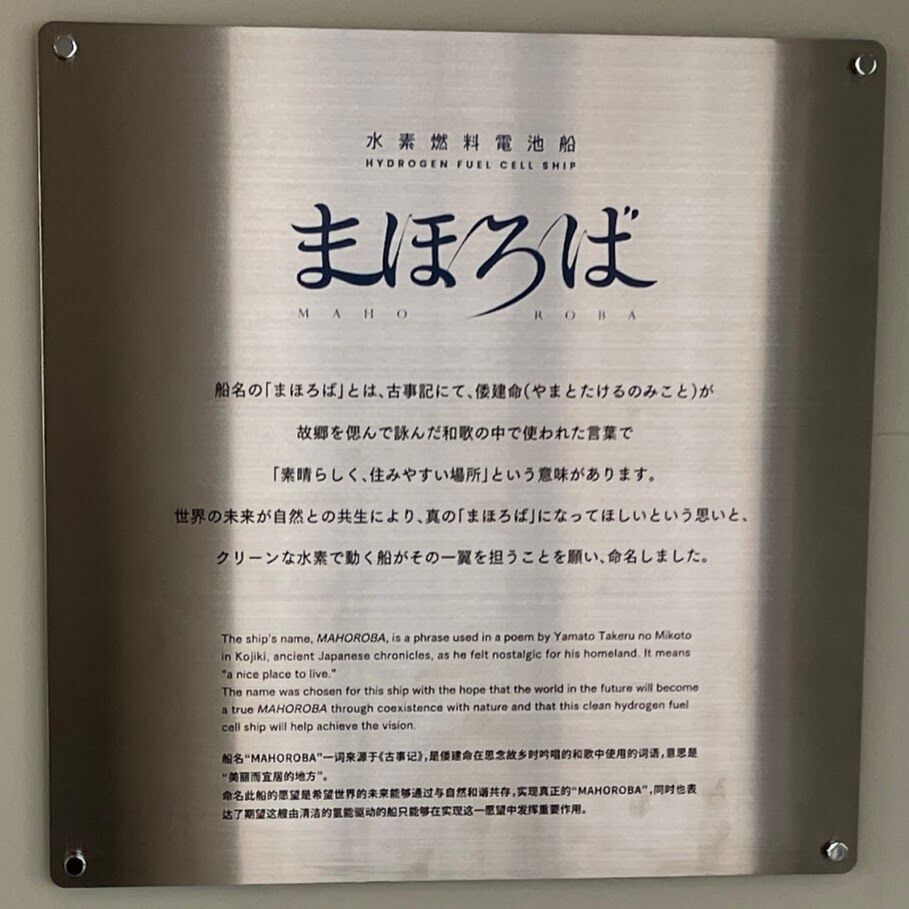 水素燃料電池船
HYDROGEN FUEL CELL SHIP
まほろば
MAHO ROBA
船名の「まほろば」とは、古事記にて、倭建命(やまとたけるのみこと)が
故郷を偲んで詠んだ和歌の中で使われた言葉で
「素晴らしく、住みやすい場所」という意味があります。
世界の未来が自然との共生により、真の「まほろば」になってほしいという思いと、
クリーンな水素で動く船がその一翼を担うことを願い、命名しました。
The ship's name, MAHOROBA, is a phrase used in a poem by Yamato Takeru no Mikoto
in Kojiki, ancient Japanese chronicles, as he felt nostalgic for his homeland. It means
"a nice place to live."
The name was chosen for this ship with the hope that the world in the future will become
a true MAHOROBA through coexistence with nature and that this clean hydrogen fuel
cell ship will help achieve the vision.
船名“MAHOROBA”一词来源于《古事记》，是倭建命在思念故乡时吟唱的和歌中使用的词语，意思是
“美丽而宜居的地方”。
命名此船的愿望是希望世界的未来能够通过与自然和谐共存，实现真正的“MAHOROBA”，同时也表
达了期望这艘由清洁的氢能驱动的船只能够在实现这一愿望中发挥重要作用。